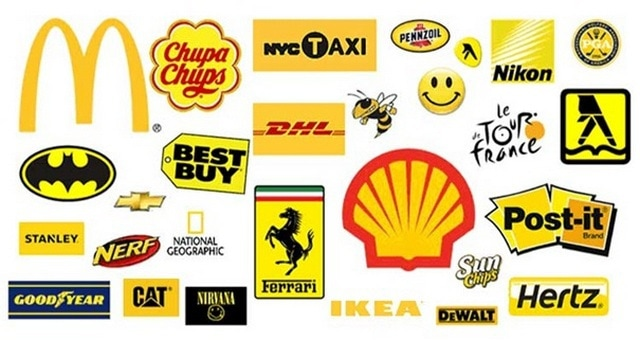 Chupa
Chups
NYC TAXI
PENNZOIL
Nikon
PGA
DHL
le
TOUR
de
france
BEST
BUY
STANLEY
NERF
NATIONAL
GEOGRAPHIC
Ferrari
Post-it
Brand
Sun
Chips
GOODYEAR
CAT
NIRVANA
IKEA
DEWALT
Hertz